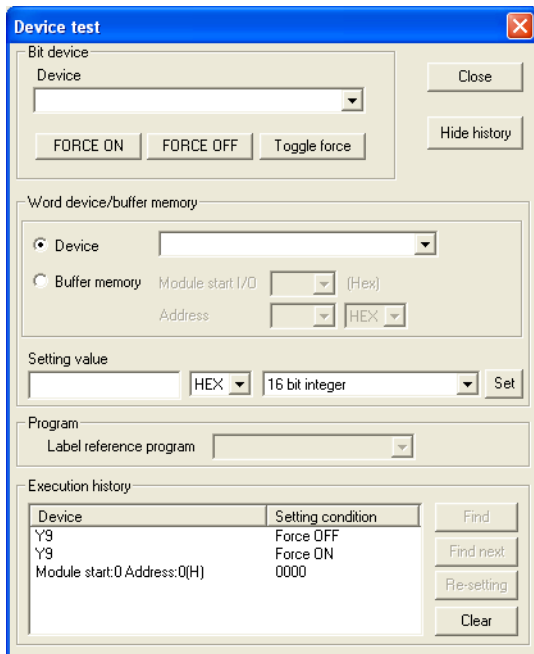 Device test
Bit device
Device
Close
FORCE ON FORCE OFF Toggle force
Hide history
Word device/buffer memory
Device
Buffer memory Module start I/O (Hex)
Address HEX
Setting value
HEX 16 bit integer Set
Program
Label reference program
Execution history
Device Setting condition
Y9 Force OFF
Y9 Force ON
Module start:0 Address:0(H) 0000
Find
Find next
Re-setting
Clear